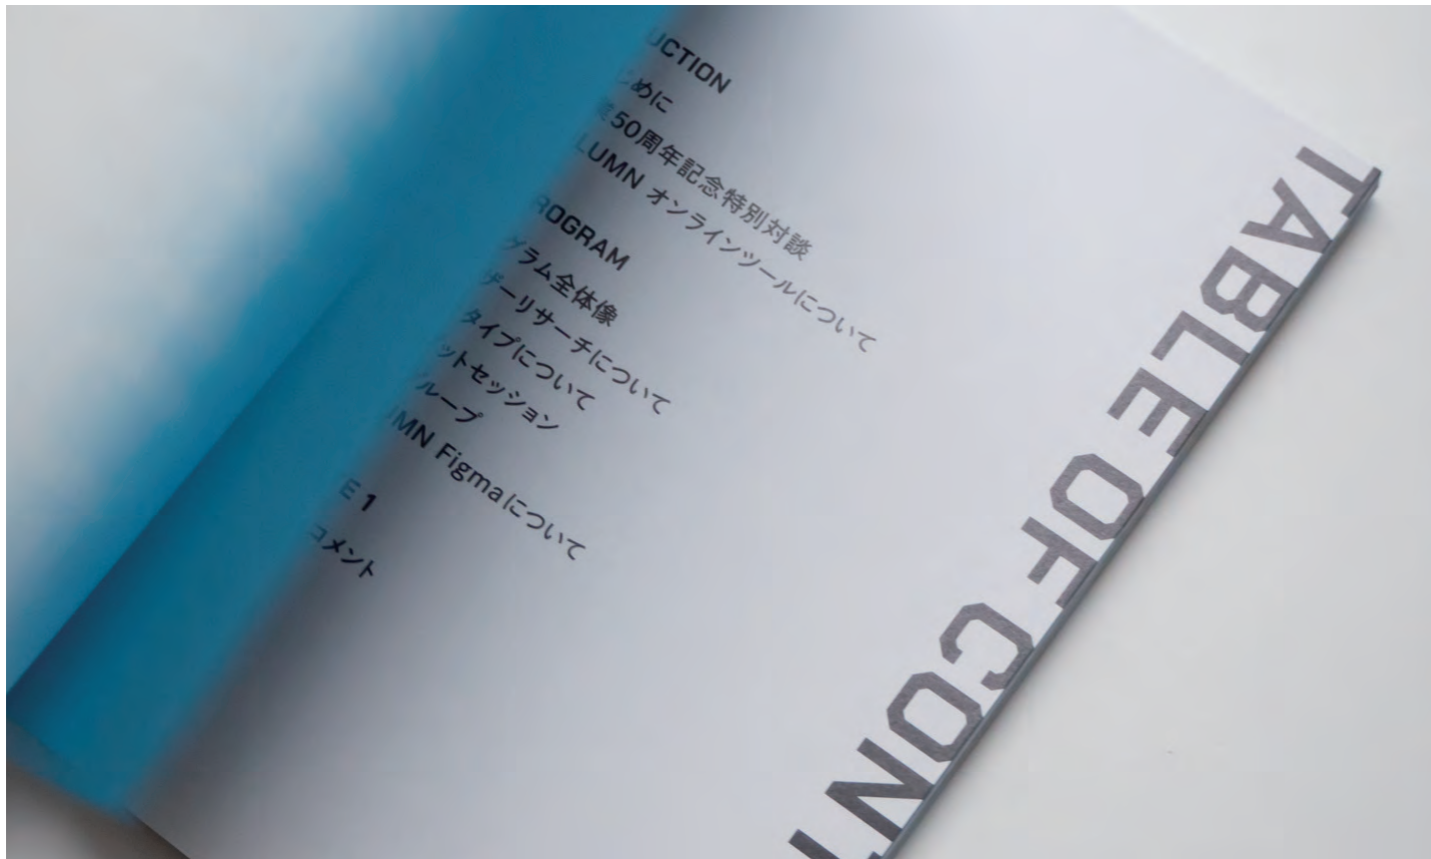 UCTION
じめに
業50周年記念特別対談
LUMN オンラインツールについて
ROGRAM
グラム全体像
ザーリサーチについて
タイプについて
ットセッション
グループ
UMN Figmaについて
E 1
コメント
TABLE OF CONT